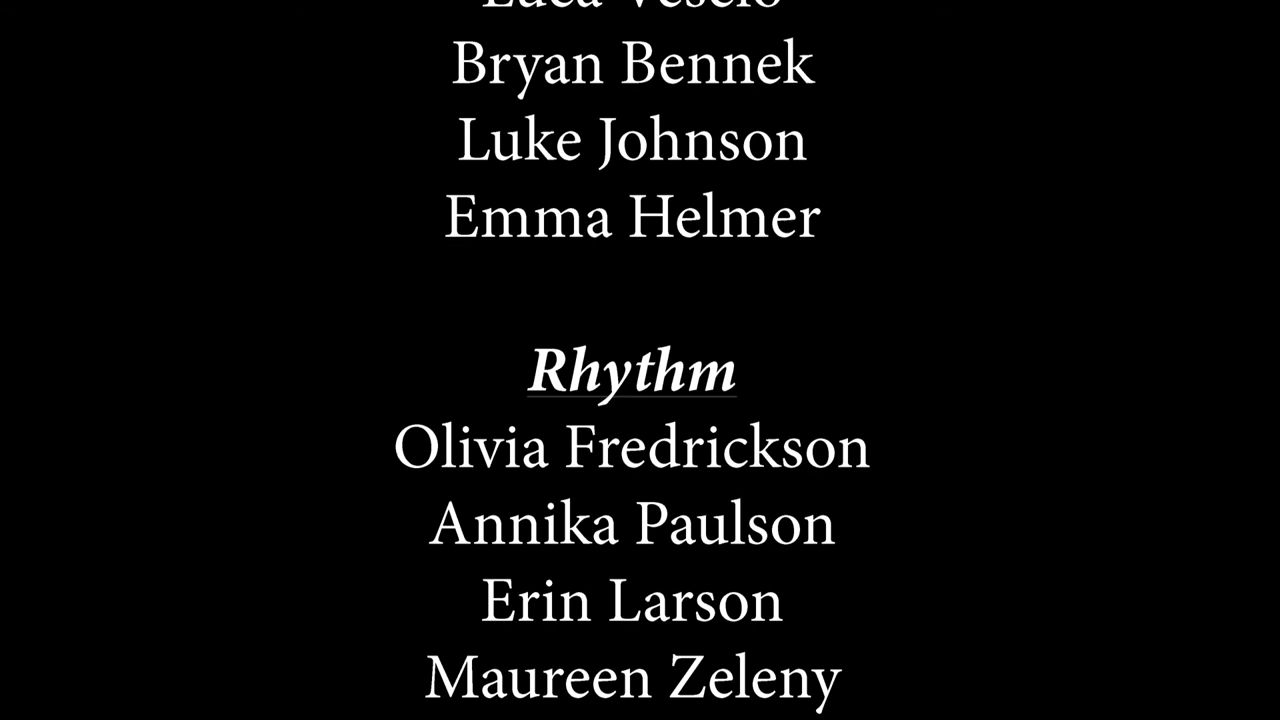 Bryan Bennek
Luke Johnson
Emma Helmer
Rhythm
Olivia Fredrickson
Annika Paulson
Erin Larson
Maureen Zeleny